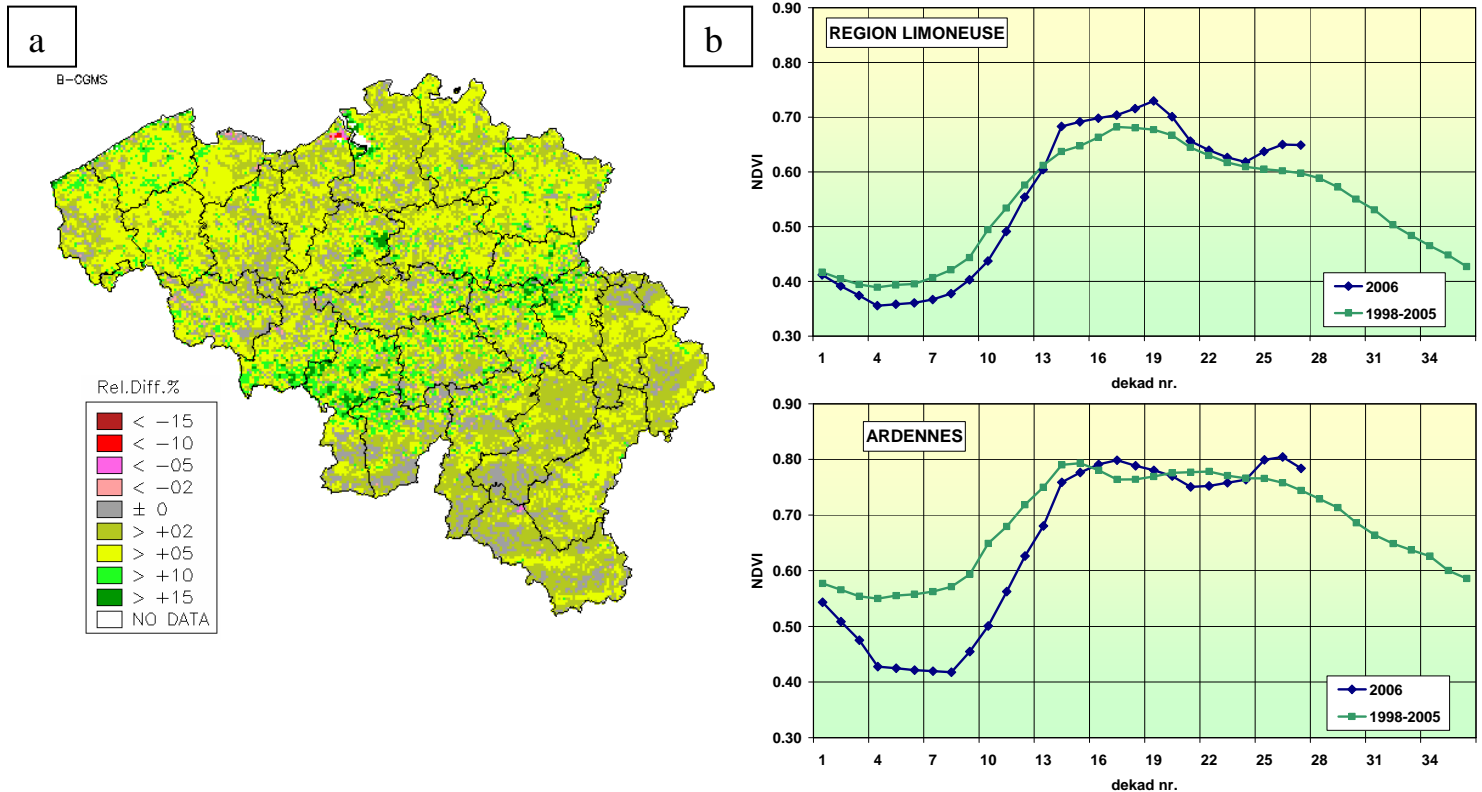 a
B-CGMS
Rel.Diff.%
< -15
< -10
< -05
< -02
± 0
> +02
> +05
> +10
> +15
NO DATA
b
REGION LIMONEUSE
NDVI
0.90
0.80
0.70
0.60
0.50
0.40
0.30
1 4 7 10 13 16 19 22 25 28 31 34
dekad nr.
2006
1998-2005
ARDENNES
NDVI
0.90
0.80
0.70
0.60
0.50
0.40
0.30
1 4 7 10 13 16 19 22 25 28 31 34
dekad nr.
2006
1998-2005